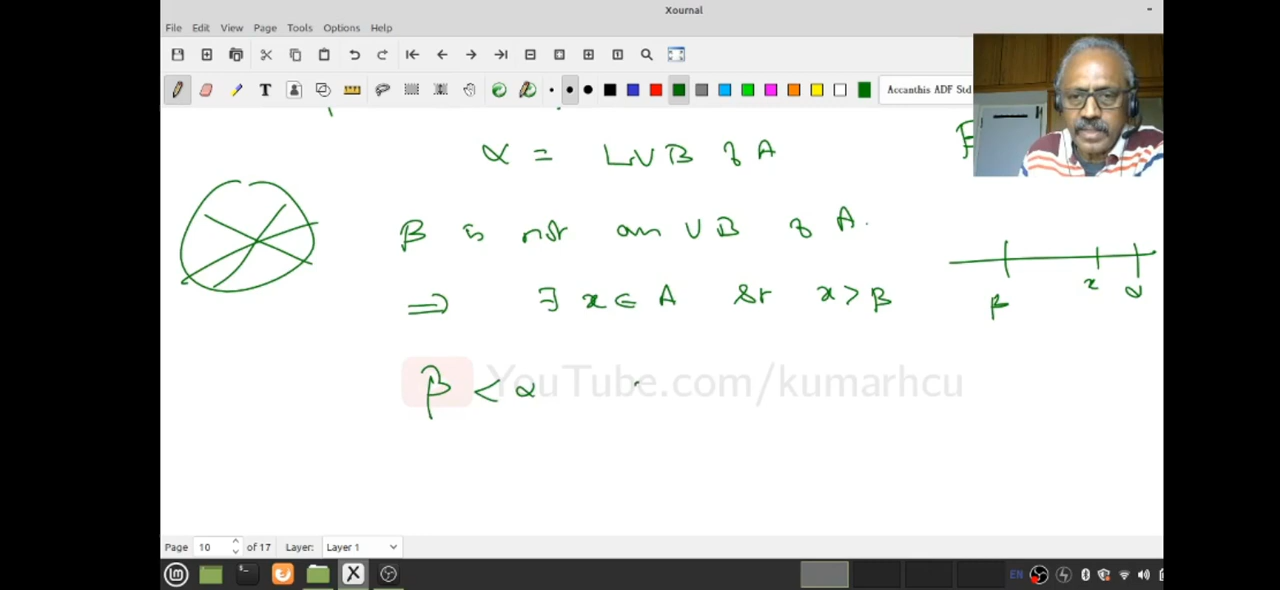 Xournal
File Edit View Page Tools Options Help
T Accanthis ADF Std
α = LUB of A
β is not an UB of A.
⇒ ∃ x ∈ A st x > β
β x α
β < α
YouTube.com/kumarhcu
Page 10 of 17 Layer: Layer 1
EN